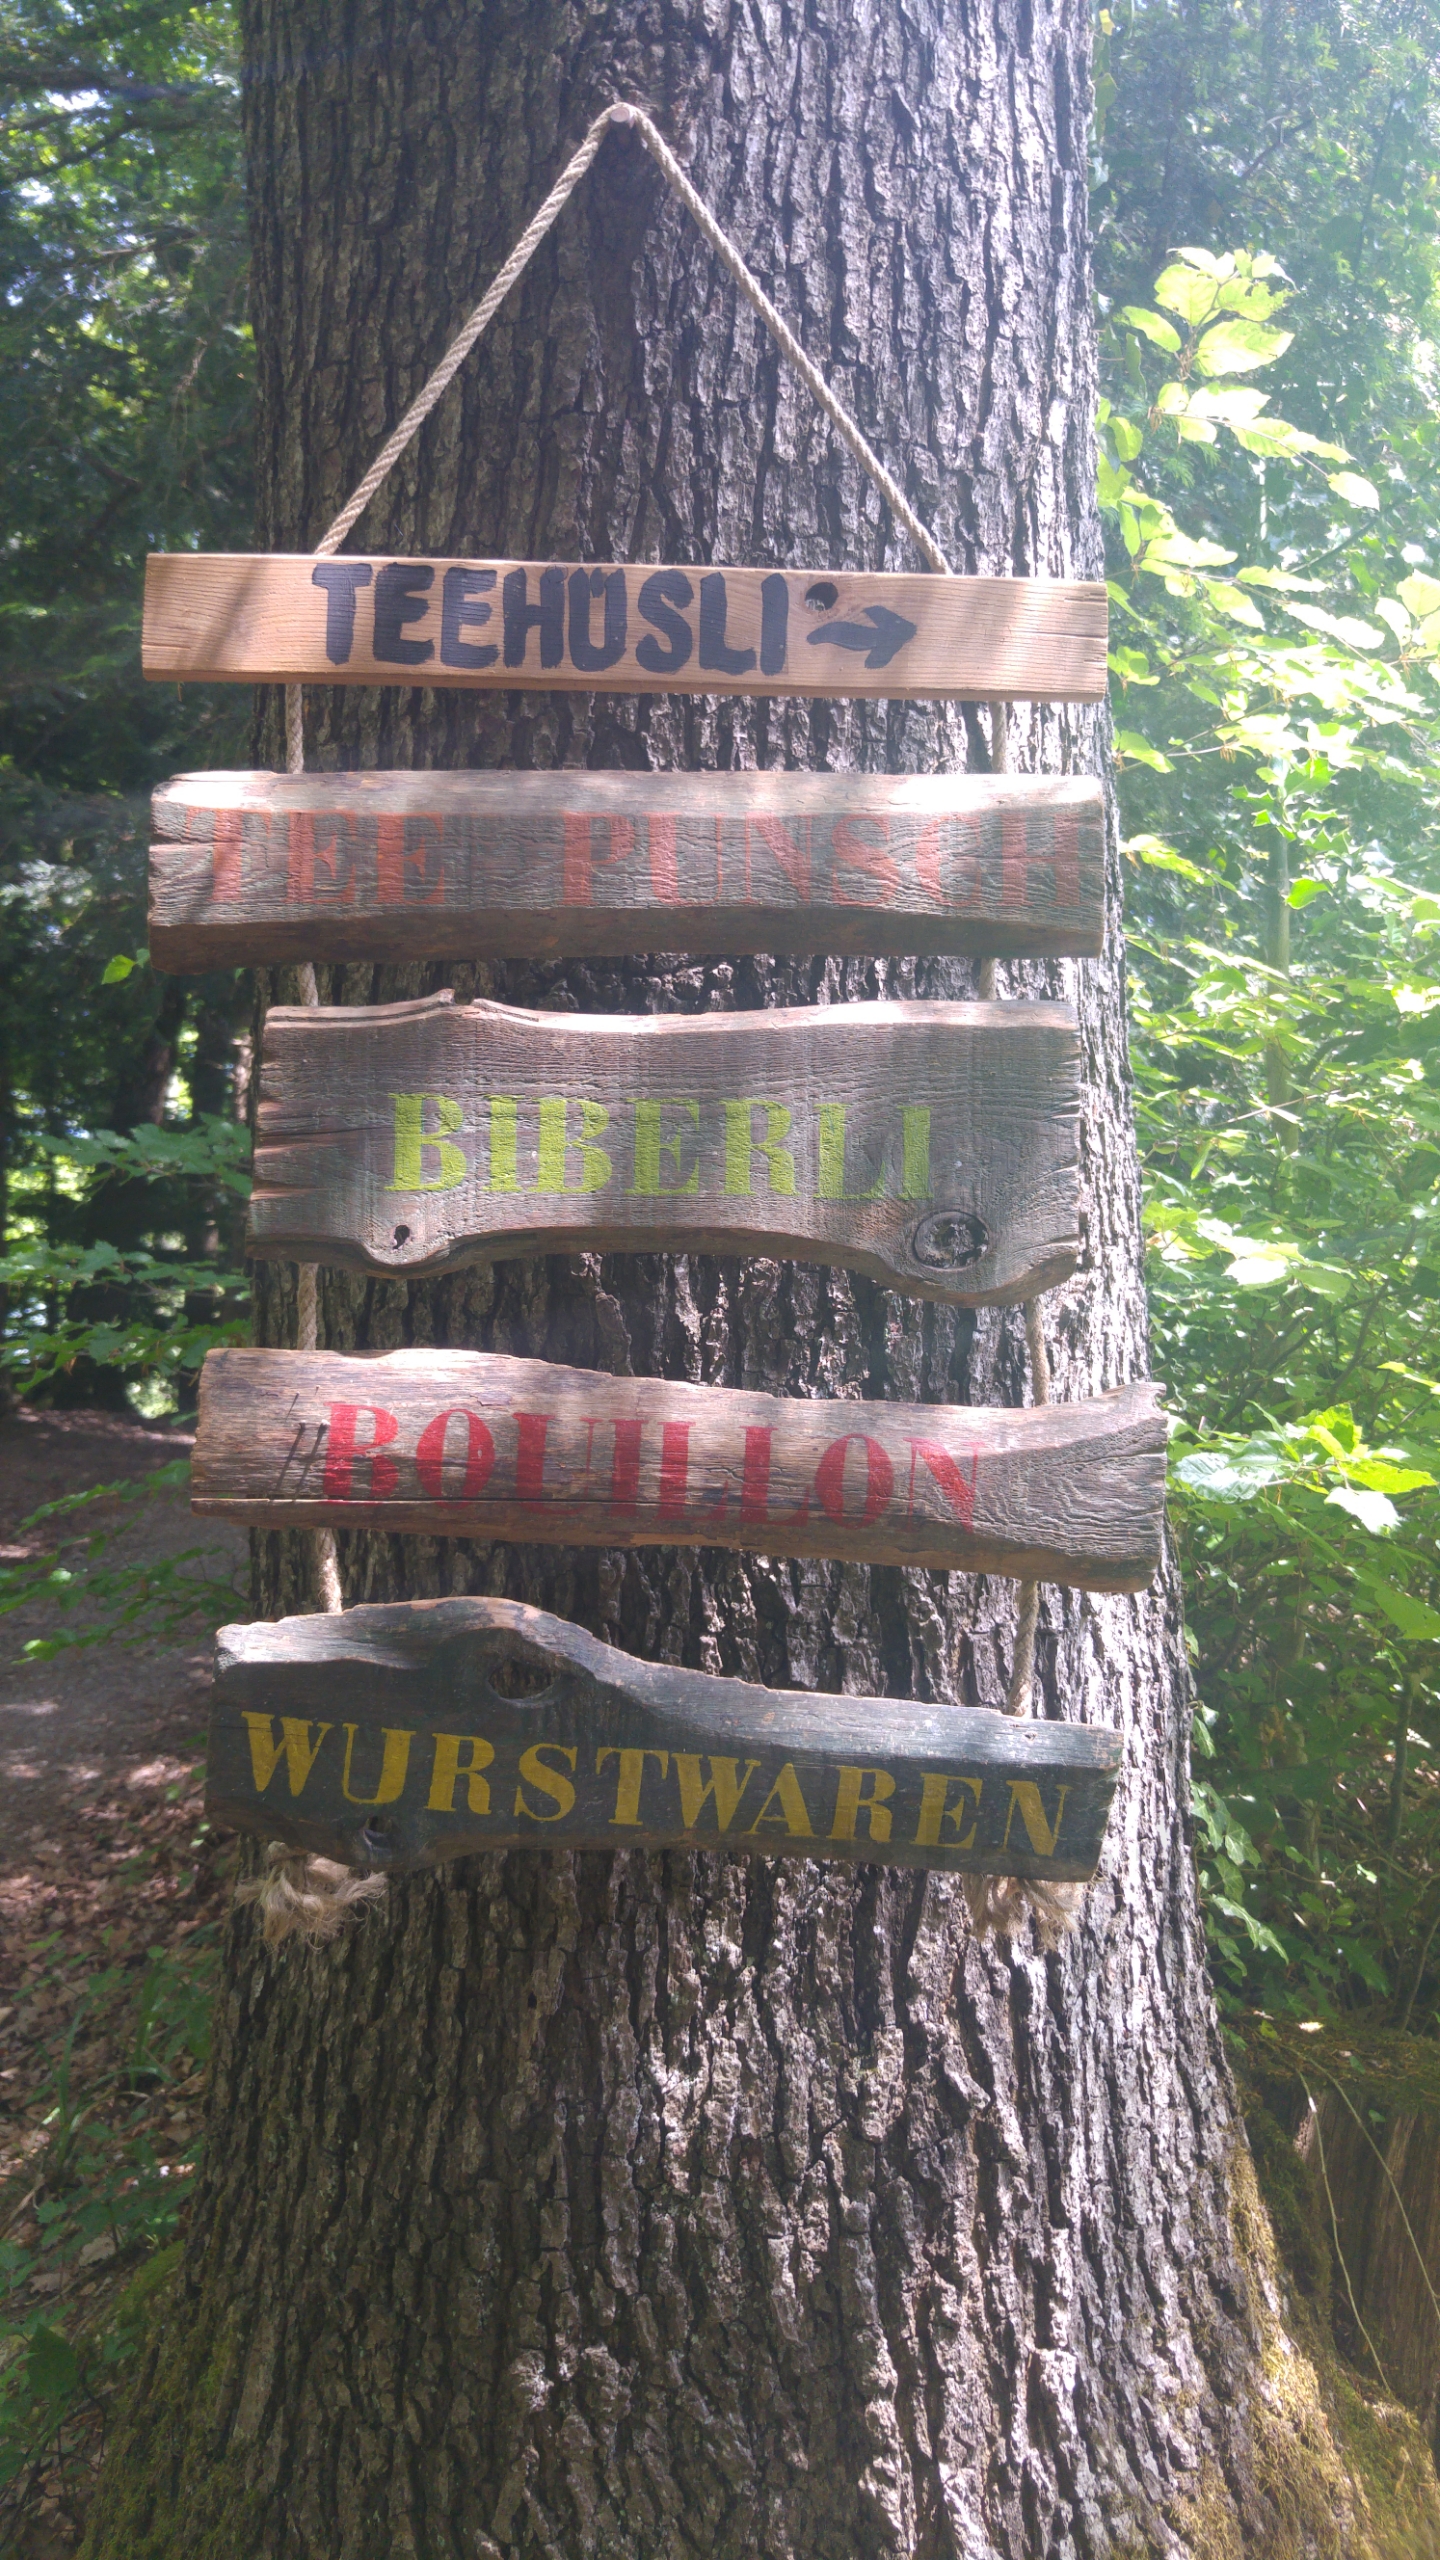 TEEHÜSLI →
TEE PUNSCH
BIBERLI
BOUILLON
WURSTWAREN